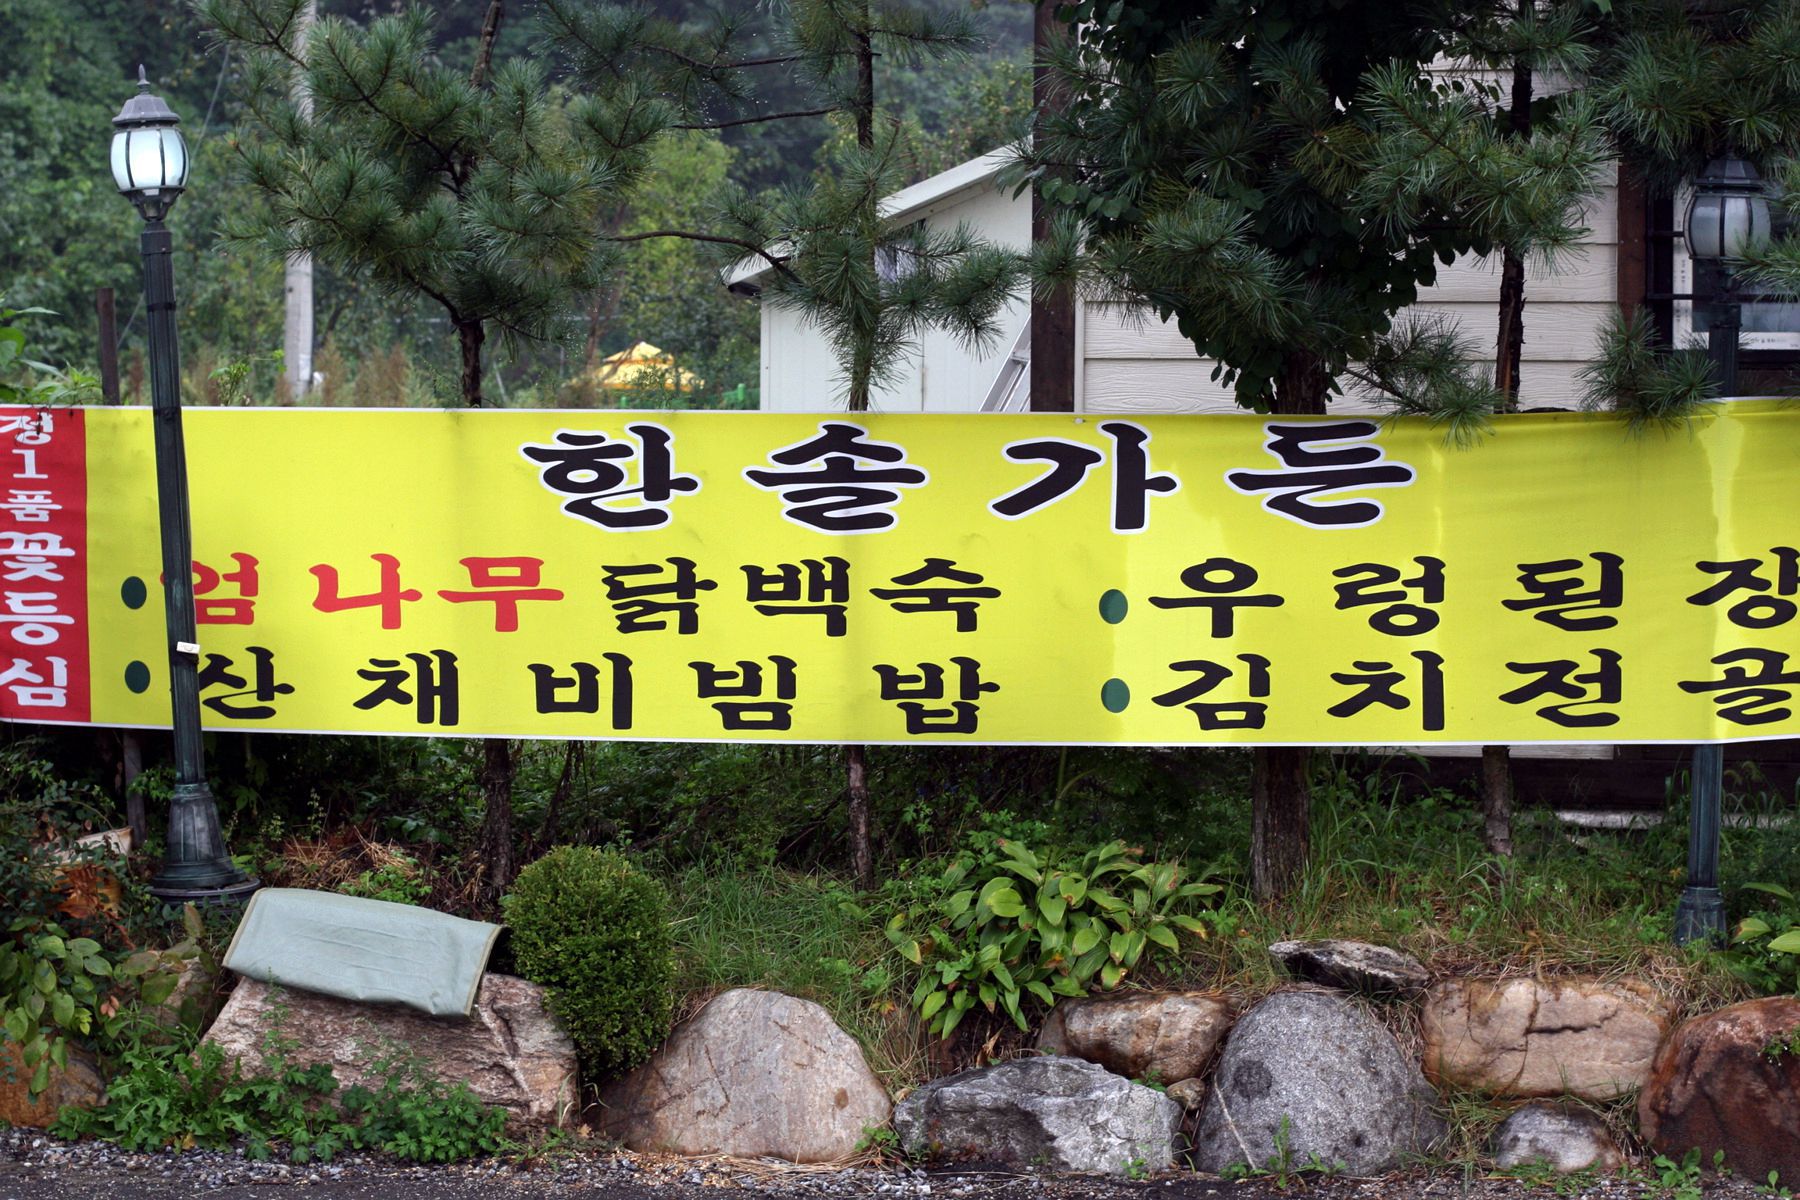 청1품꽃등심
한솔가든
• 엄나무닭백숙 • 우렁된장
• 산채비빔밥 • 김치전골